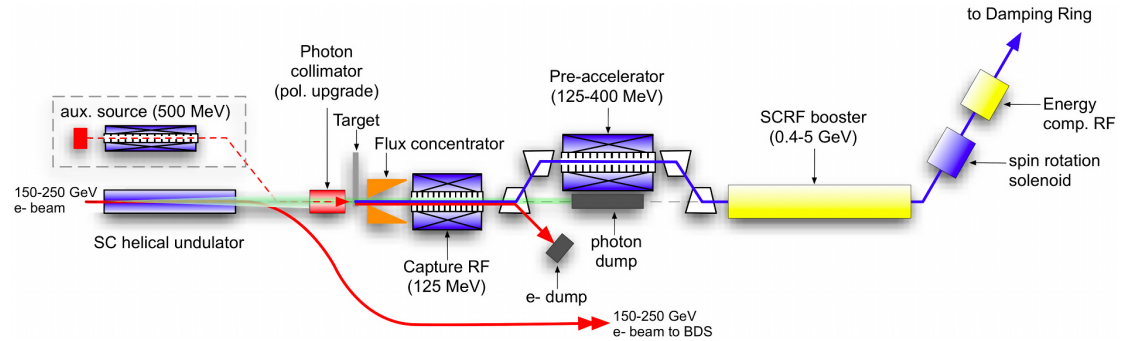 to Damping Ring
Photon
collimator
(pol. upgrade)
Pre-accelerator
(125-400 MeV)
aux. source (500 MeV)
Target
SCRF booster
(0.4-5 GeV)
Energy
comp. RF
Flux concentrator
spin rotation
solenoid
150-250 GeV
e- beam
SC helical undulator
photon
dump
Capture RF
(125 MeV)
e- dump
150-250 GeV
e- beam to BDS